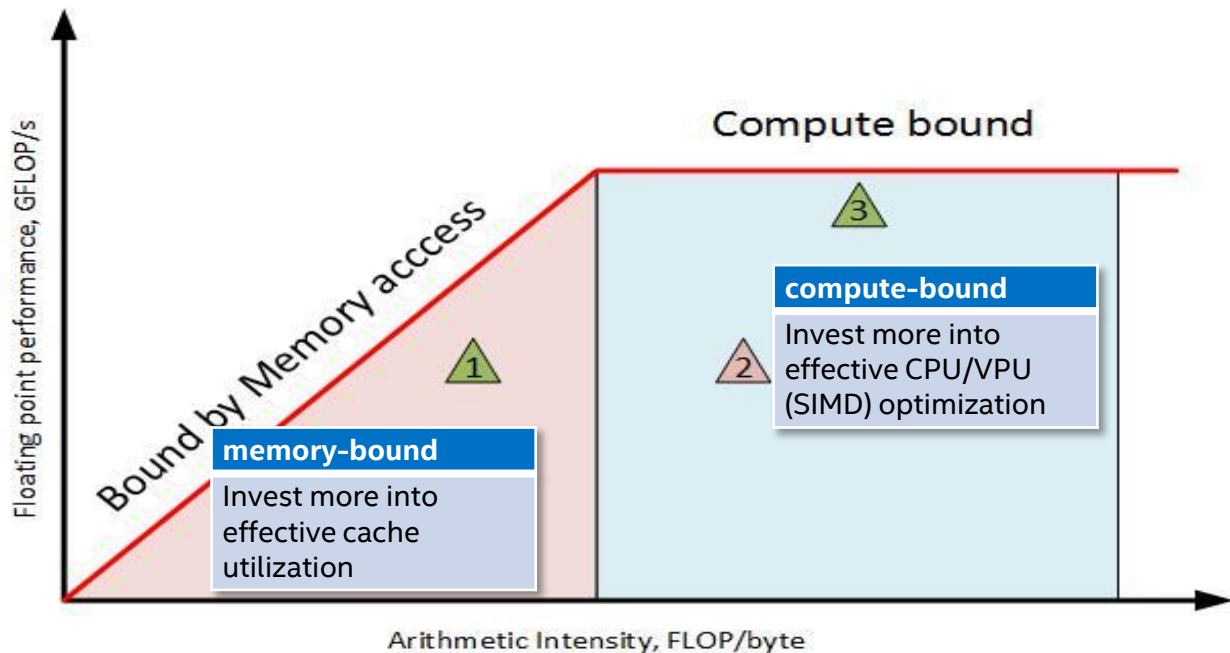 Compute bound
Floating point performance, GFLOP/s
Bound by Memory acccess
3
compute-bound
Invest more into
effective CPU/VPU
(SIMD) optimization
1
2
memory-bound
Invest more into
effective cache
utilization
Arithmetic Intensity, FLOP/byte